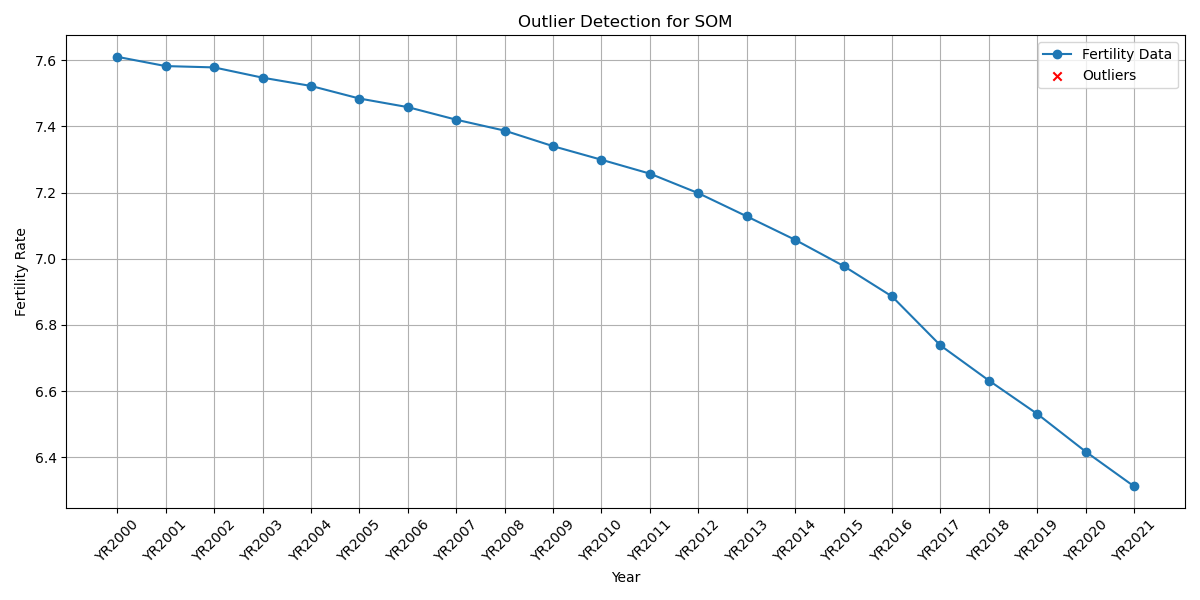 Outlier Detection for SOM
Fertility Data
Outliers
Fertility Rate
7.6
7.4
7.2
7.0
6.8
6.6
6.4
YR2000
YR2001
YR2002
YR2003
YR2004
YR2005
YR2006
YR2007
YR2008
YR2009
YR2010
YR2011
YR2012
YR2013
YR2014
YR2015
YR2016
YR2017
YR2018
YR2019
YR2020
YR2021
Year